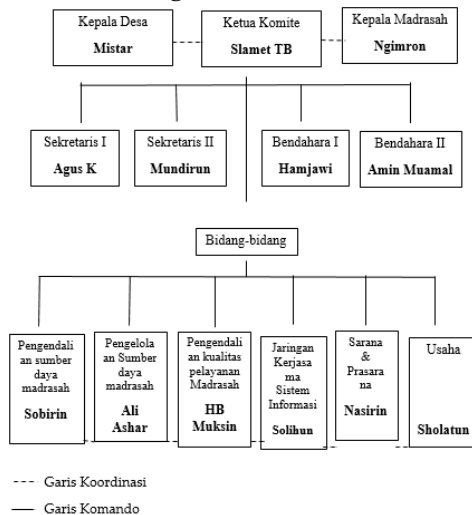 Kepala Desa
Mistar
Ketua Komite
Slamet TB
Kepala Madrasah
Ngimron
Sekretaris I
Agus K
Sekretaris II
Mundirun
Bendahara I
Hamjawi
Bendahara II
Amin Muamal
Bidang-bidang
Pengendali
an sumber
daya
madrasah
Sobirin
Pengelola
an Sumber
daya
madrasah
Ali
Ashar
Pengendali
an kualitas
pelayanan
Madrasah
HB
Muksin
Jaringan
Kerjasa
ma
Sistem
Informasi
Solihun
Sarana
&
Prasara
na
Nasirin
Usaha
Sholatun
---- Garis Koordinasi
— Garis Komando